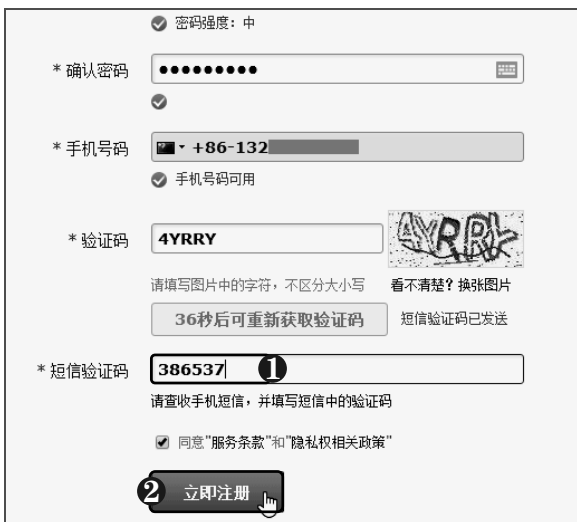 密码强度：中
* 确认密码 ●●●●●●●●●
* 手机号码 +86-132
手机号码可用
* 验证码 4YRRY 4YRRY
请填写图片中的字符，不区分大小写 看不清楚？换张图片
36秒后可重新获取验证码 短信验证码已发送
* 短信验证码 386537 1
请查收手机短信，并填写短信中的验证码
同意"服务条款"和"隐私权相关政策"
2 立即注册